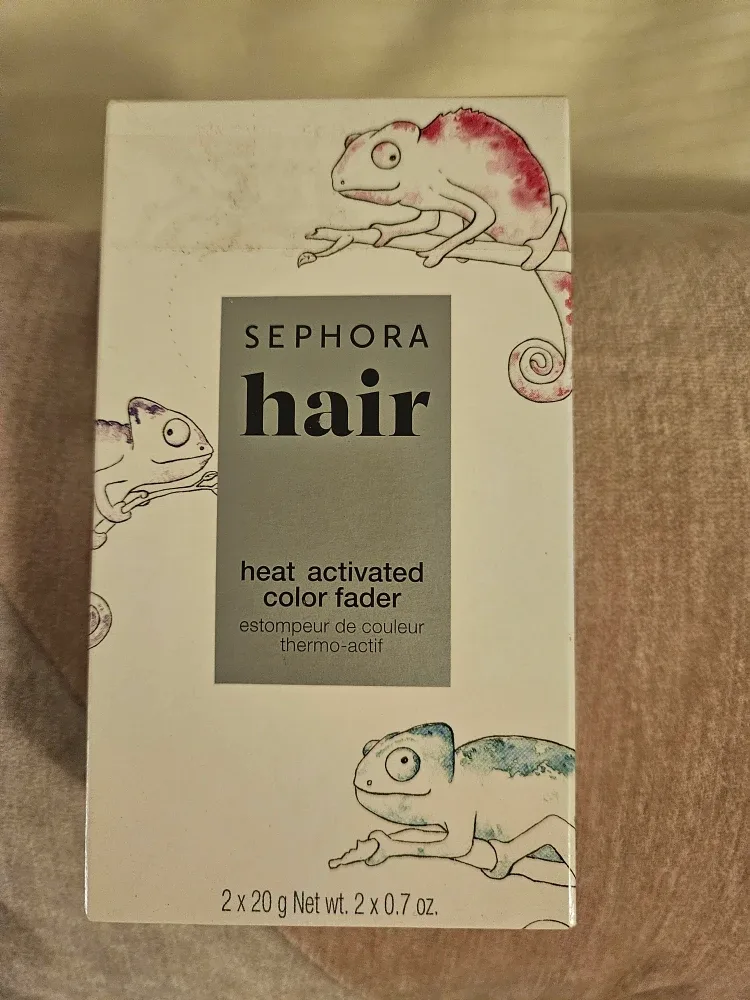 SEPHORA
hair
heat activated
color fader
estompeur de couleur
thermo-actif
2 x 20 g Net wt. 2 x 0.7 oz.